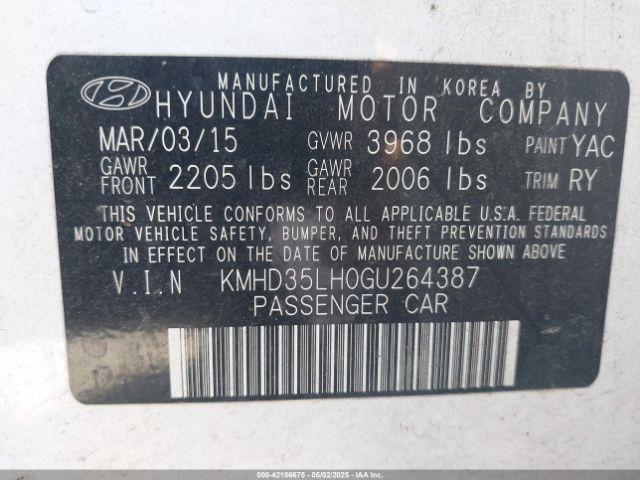 MANUFACTURED IN KOREA BY
HYUNDAI MOTOR COMPANY
MAR/03/15 GVWR 3968 lbs PAINT YAC
GAWR FRONT 2205 lbs GAWR REAR 2006 lbs TRIM RY
THIS VEHICLE CONFORMS TO ALL APPLICABLE U.S.A. FEDERAL
MOTOR VEHICLE SAFETY, BUMPER, AND THEFT PREVENTION STANDARDS
IN EFFECT ON THE DATE OF MANUFACTURE SHOWN ABOVE
V.I.N KMHD35LH0GU264387
PASSENGER CAR
000-42186675 05/02/2025 IAAI.COM